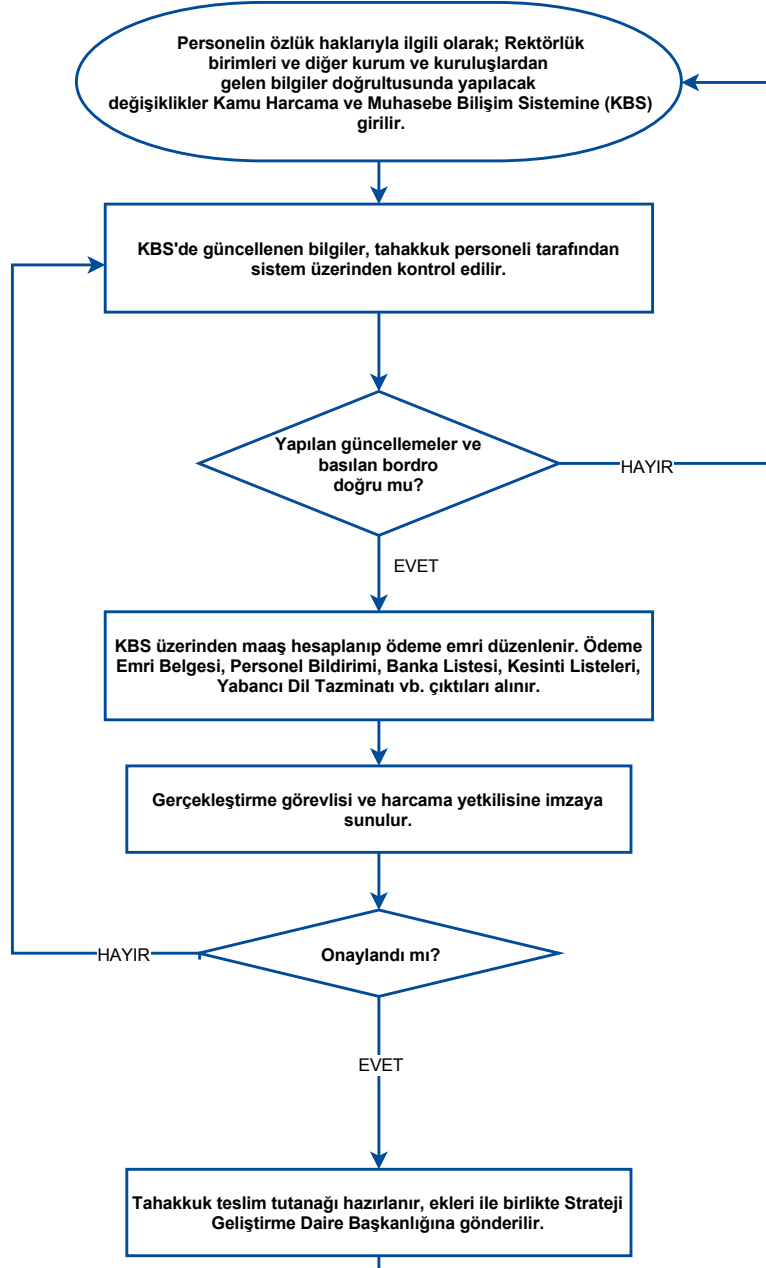 Personelin özlük haklarıyla ilgili olarak; Rektörlük
birimleri ve diğer kurum ve kuruluşlardan
gelen bilgiler doğrultusunda yapılacak
değişiklikler Kamu Harcama ve Muhasebe Bilişim Sistemine (KBS)
girilir.
KBS'de güncellenen bilgiler, tahakkuk personeli tarafından
sistem üzerinden kontrol edilir.
Yapılan güncellemeler ve
basılan bordro
doğru mu?
HAYIR
EVET
KBS üzerinden maaş hesaplanıp ödeme emri düzenlenir. Ödeme
Emri Belgesi, Personel Bildirimi, Banka Listesi, Kesinti Listeleri,
Yabancı Dil Tazminatı vb. çıktıları alınır.
Gerçekleştirme görevlisi ve harcama yetkilisine imzaya
sunulur.
HAYIR
Onaylandı mı?
EVET
Tahakkuk teslim tutanağı hazırlanır, ekleri ile birlikte Strateji
Geliştirme Daire Başkanlığına gönderilir.